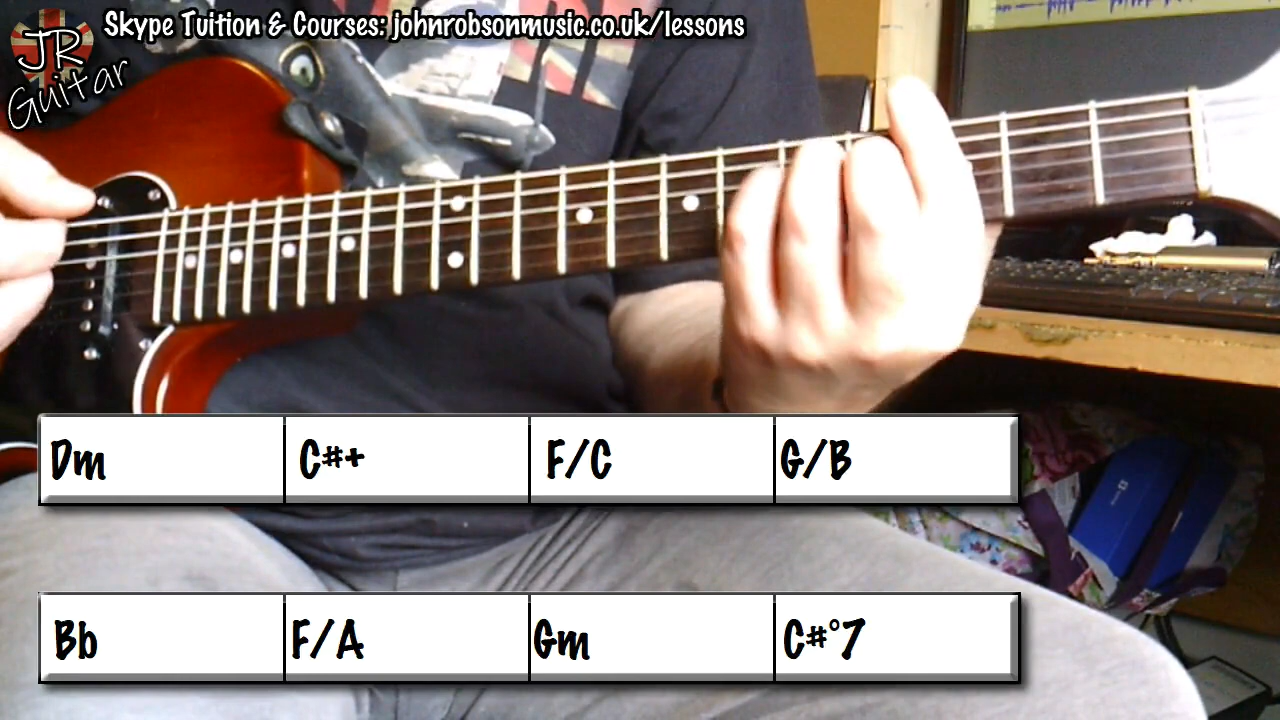 Skype Tuition & Courses: johnrobsonmusic.co.uk/lessons
JR
Guitar
Dm C#+ F/C G/B
Bb F/A Gm C#°7